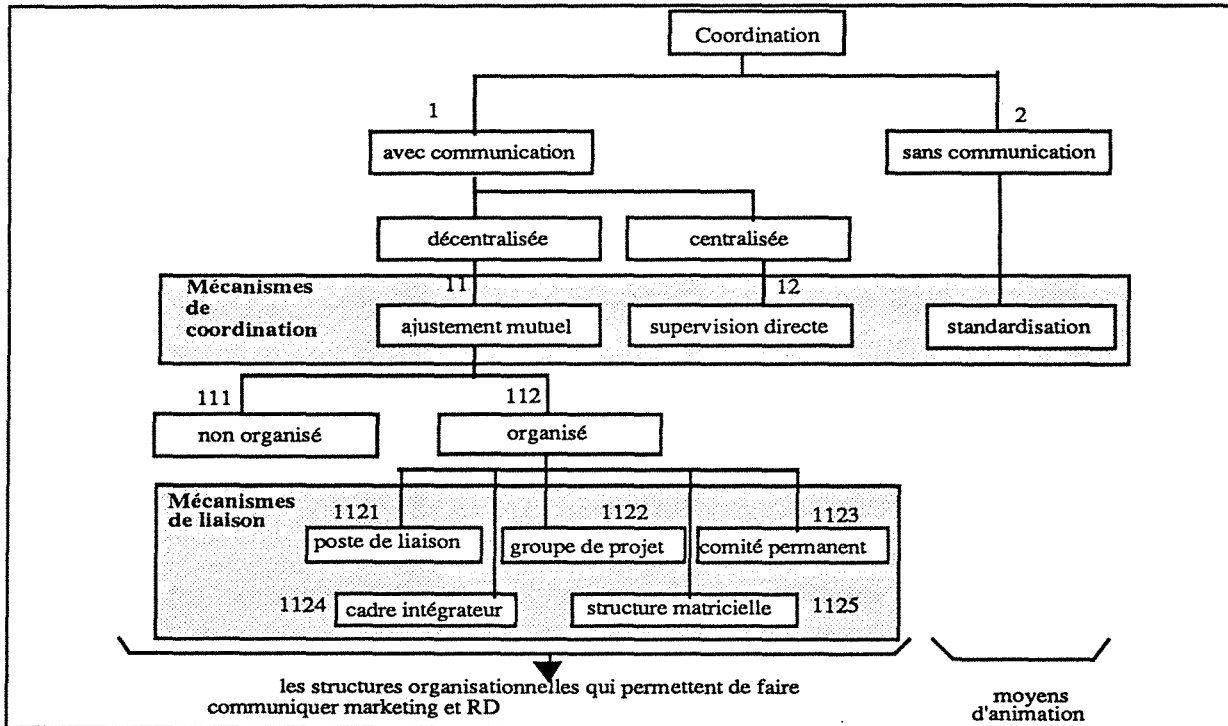 Coordination
1
2
avec communication
sans communication
décentralisée
centralisée
Mécanismes
de
coordination
11
12
ajustement mutuel
supervision directe
standardisation
111
112
non organisé
organisé
Mécanismes
de liaison
1121
1122
1123
poste de liaison
groupe de projet
comité permanent
1124
cadre intégrateur
structure matricielle
1125
les structures organisationnelles qui permettent de faire
communiquer marketing et RD
moyens
d'animation